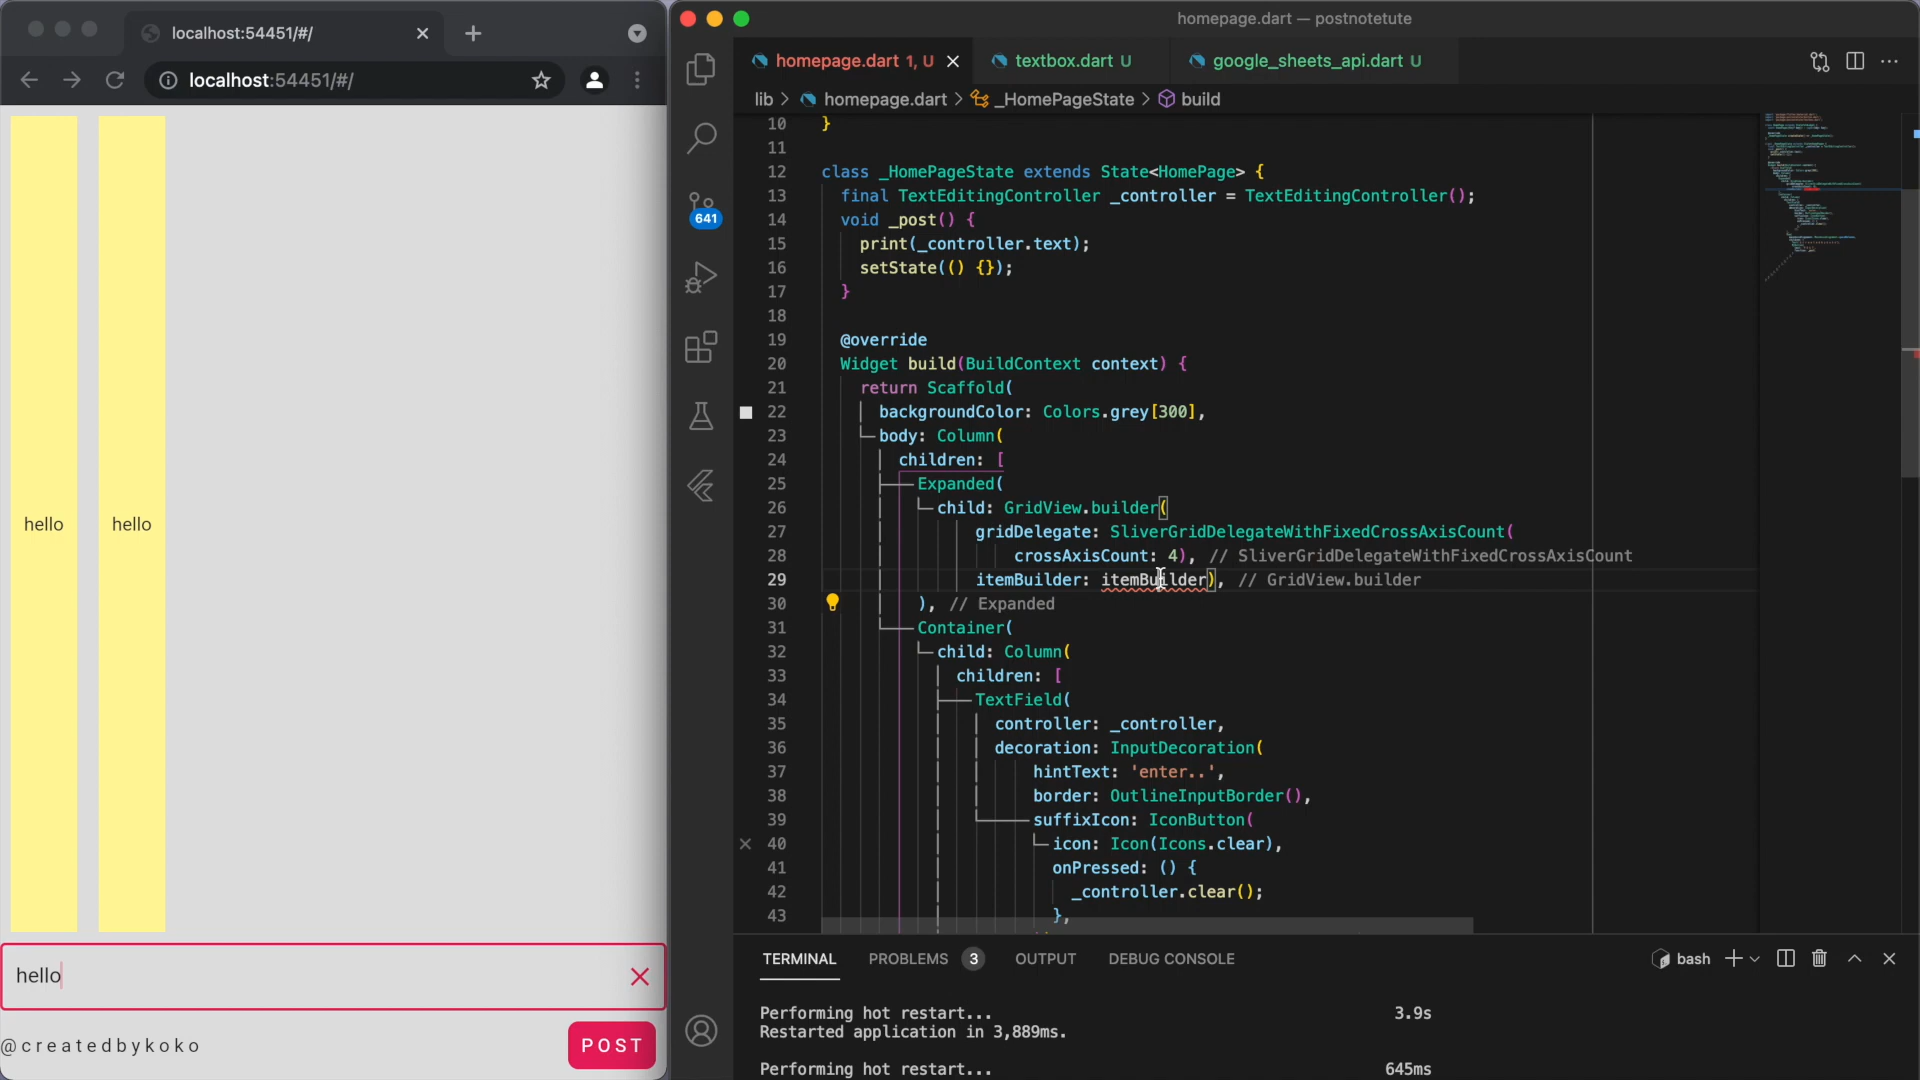 localhost:54451/#/
localhost:54451/#/
hello
hello
hello
@createdbykoko
POST
homepage.dart — postnotetute
homepage.dart 1, U
textbox.dart U
google_sheets_api.dart U
lib > homepage.dart > _HomePageState > build
641
10 }
11
12 class _HomePageState extends State<HomePage> {
13 final TextEditingController _controller = TextEditingController();
14 void _post() {
15 print(_controller.text);
16 setState(() {});
17 }
18
19 @override
20 Widget build(BuildContext context) {
21 return Scaffold(
22 backgroundColor: Colors.grey[300],
23 body: Column(
24 children: [
25 Expanded(
26 child: GridView.builder(
27 gridDelegate: SliverGridDelegateWithFixedCrossAxisCount(
28 crossAxisCount: 4), // SliverGridDelegateWithFixedCrossAxisCount
29 itemBuilder: itemBuilder), // GridView.builder
30 ), // Expanded
31 Container(
32 child: Column(
33 children: [
34 TextField(
35 controller: _controller,
36 decoration: InputDecoration(
37 hintText: 'enter..',
38 border: OutlineInputBorder(),
39 suffixIcon: IconButton(
40 icon: Icon(Icons.clear),
41 onPressed: () {
42 _controller.clear();
43 },
TERMINAL PROBLEMS 3 OUTPUT DEBUG CONSOLE bash
Performing hot restart... 3.9s
Restarted application in 3,889ms.
Performing hot restart... 645ms